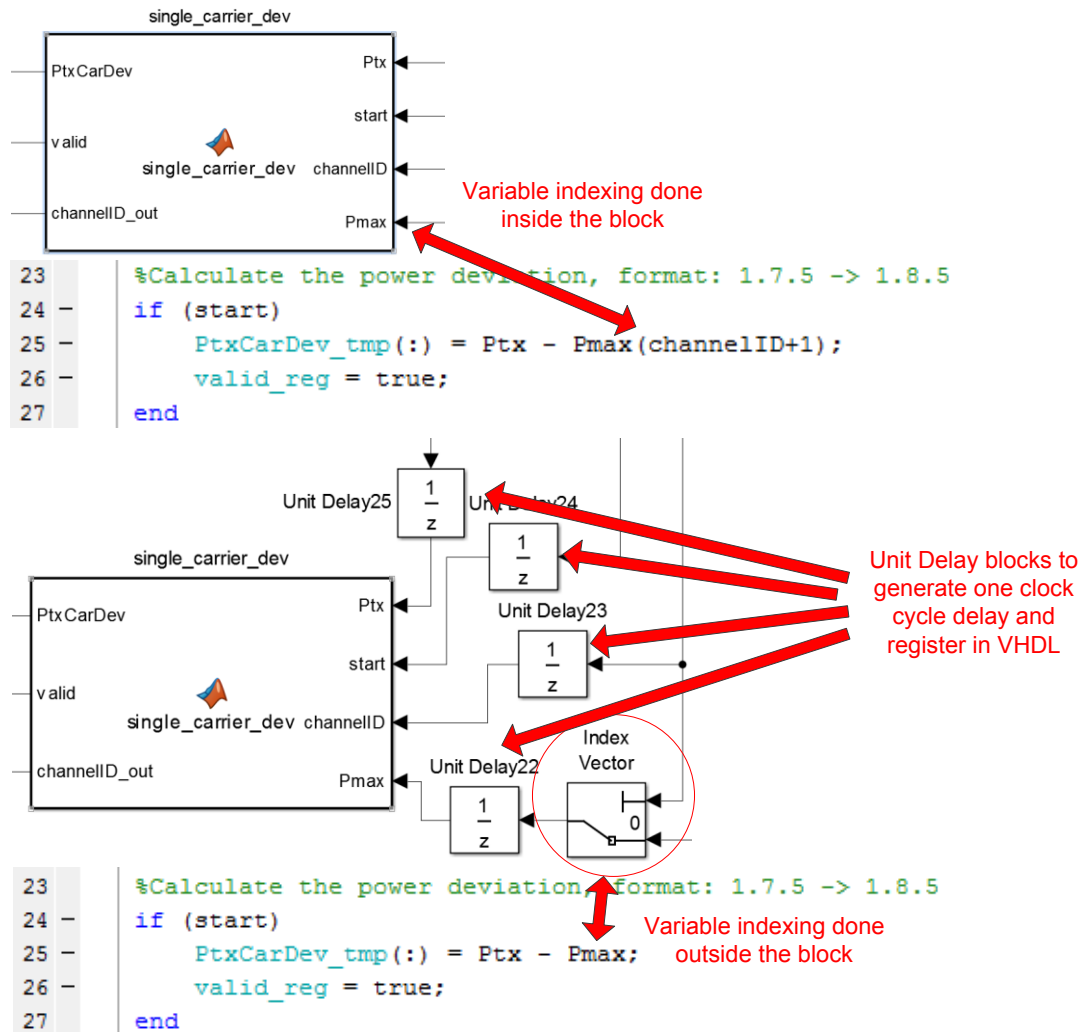 single_carrier_dev
PtxCarDev
Ptx
start
valid
single_carrier_dev
channelID
channelID_out
Pmax
Variable indexing done
inside the block
23 %Calculate the power deviation, format: 1.7.5 -> 1.8.5
24 - if (start)
25 - PtxCarDev_tmp(:) = Ptx - Pmax(channelID+1);
26 - valid_reg = true;
27 end
Unit Delay25
1
z
Unit Delay24
1
z
single_carrier_dev
PtxCarDev
Ptx
Unit Delay23
1
z
start
valid
single_carrier_dev
channelID
channelID_out
Pmax
Unit Delay22
1
z
Index
Vector
0
Unit Delay blocks to
generate one clock
cycle delay and
register in VHDL
23 %Calculate the power deviation, format: 1.7.5 -> 1.8.5
24 - if (start)
25 - PtxCarDev_tmp(:) = Ptx - Pmax;
26 - valid_reg = true;
27 end
Variable indexing done
outside the block